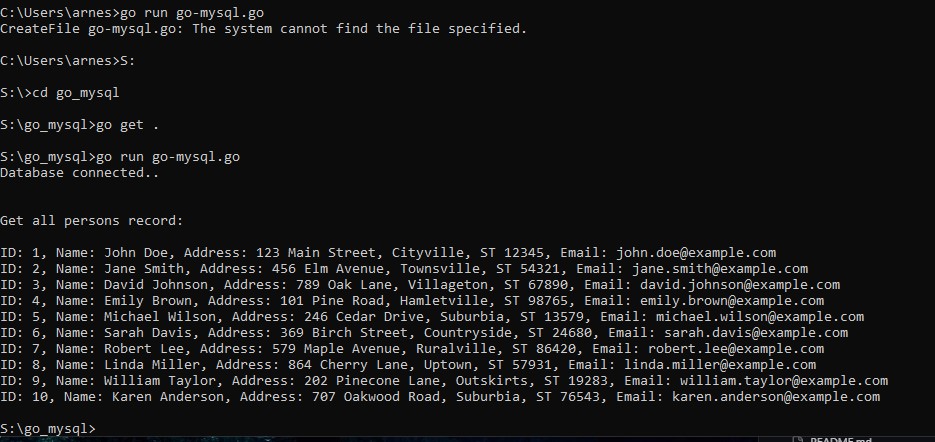 C:\Users\arnes>go run go-mysql.go
CreateFile go-mysql.go: The system cannot find the file specified.
C:\Users\arnes>S:
S:\>cd go_mysql
S:\go_mysql>go get .
S:\go_mysql>go run go-mysql.go
Database connected..
Get all persons record:
ID: 1, Name: John Doe, Address: 123 Main Street, Cityville, ST 12345, Email: john.doe@example.com
ID: 2, Name: Jane Smith, Address: 456 Elm Avenue, Townsville, ST 54321, Email: jane.smith@example.com
ID: 3, Name: David Johnson, Address: 789 Oak Lane, Villageton, ST 67890, Email: david.johnson@example.com
ID: 4, Name: Emily Brown, Address: 101 Pine Road, Hamletville, ST 98765, Email: emily.brown@example.com
ID: 5, Name: Michael Wilson, Address: 246 Cedar Drive, Suburbia, ST 13579, Email: michael.wilson@example.com
ID: 6, Name: Sarah Davis, Address: 369 Birch Street, Countryside, ST 24680, Email: sarah.davis@example.com
ID: 7, Name: Robert Lee, Address: 579 Maple Avenue, Ruralville, ST 86420, Email: robert.lee@example.com
ID: 8, Name: Linda Miller, Address: 864 Cherry Lane, Uptown, ST 57931, Email: linda.miller@example.com
ID: 9, Name: William Taylor, Address: 202 Pinecone Lane, Outskirts, ST 19283, Email: william.taylor@example.com
ID: 10, Name: Karen Anderson, Address: 707 Oakwood Road, Suburbia, ST 76543, Email: karen.anderson@example.com
S:\go_mysql>
README.md